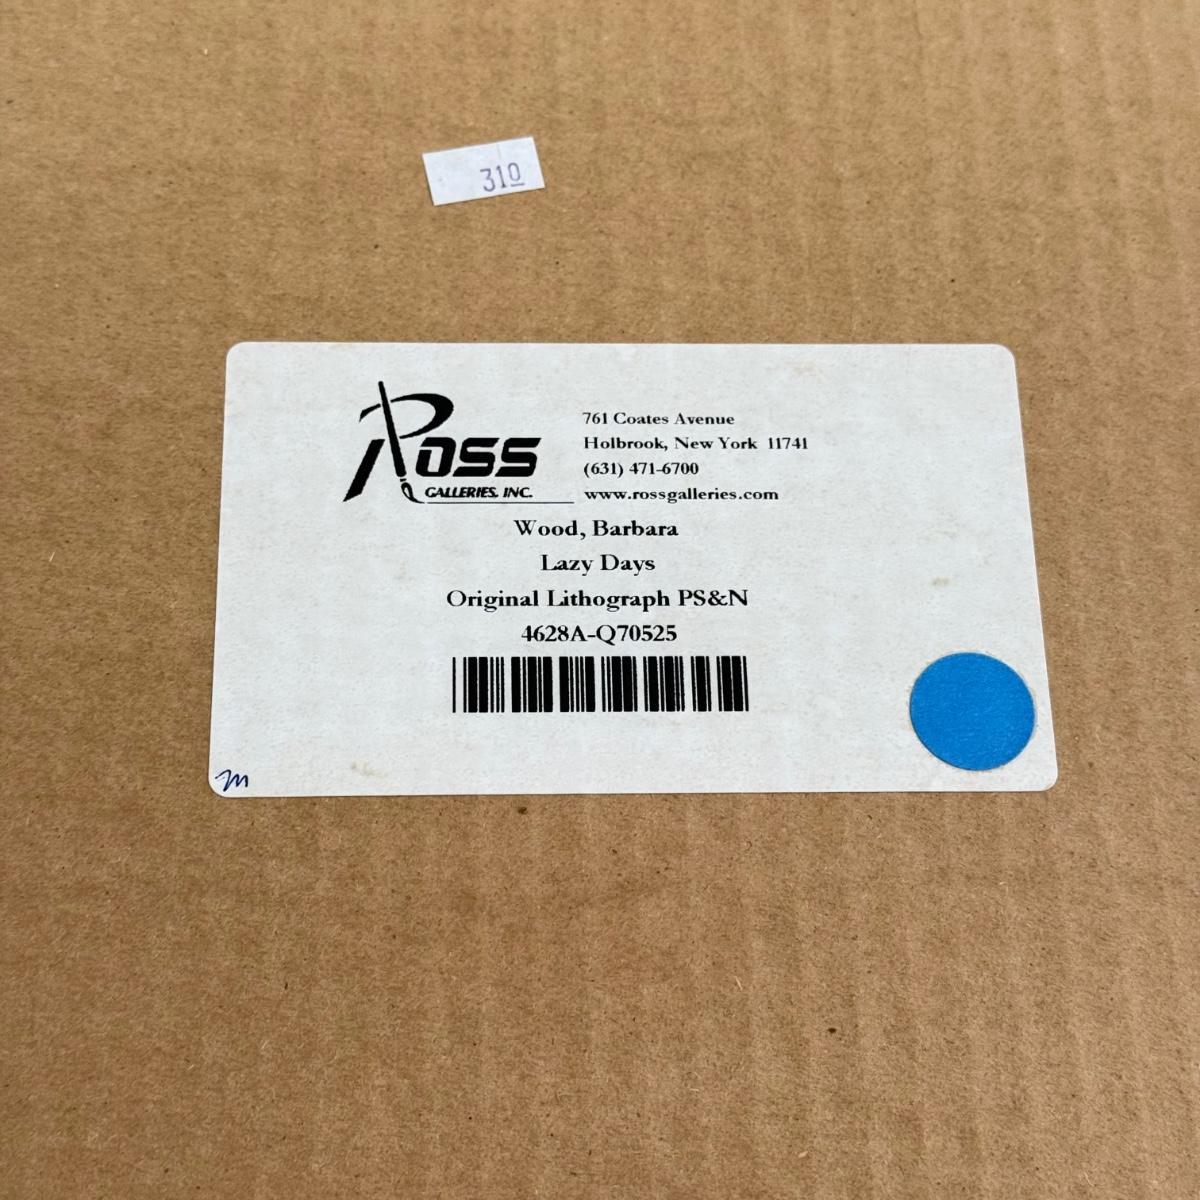 310
Ross
GALLERIES, INC.
761 Coates Avenue
Holbrook, New York 11741
(631) 471-6700
www.rossgalleries.com
Wood, Barbara
Lazy Days
Original Lithograph PS&N
4628A-Q70525